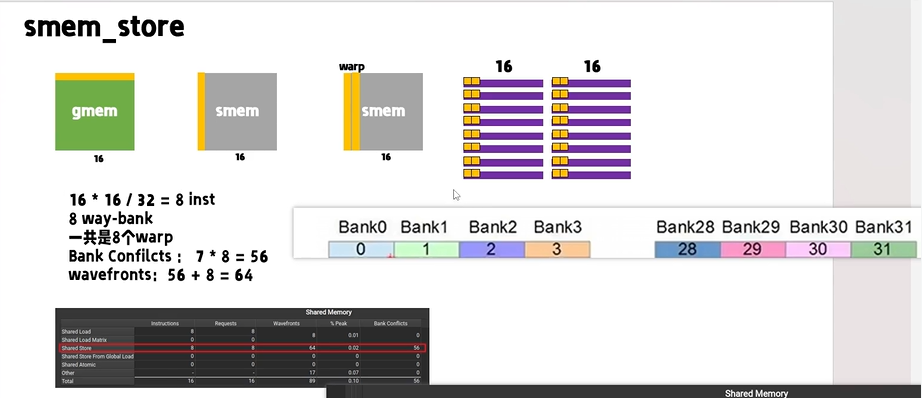 smem_store
warp
16
16
gmem
smem
smem
16
16
16
16 * 16 / 32 = 8 inst
8 way-bank
一共是8个warp
Bank Confilcts： 7 * 8 = 56
wavefronts：56 + 8 = 64
Bank0 Bank1 Bank2 Bank3 Bank28 Bank29 Bank30 Bank31
0 1 2 3 28 29 30 31
Shared Memory
Instructions Requests Wavefronts % Peak Bank Conflicts
Shared Load 8 8 8 0.01 0
Shared Load Matrix 0 0
Shared Store 8 8 64 0.02 56
Shared Store From Global Load 0 0 0 0 0
Shared Atomic 0 0 0 0
Other - - 17 0.07 0
Total 16 16 89 0.10 56
Shared Memory